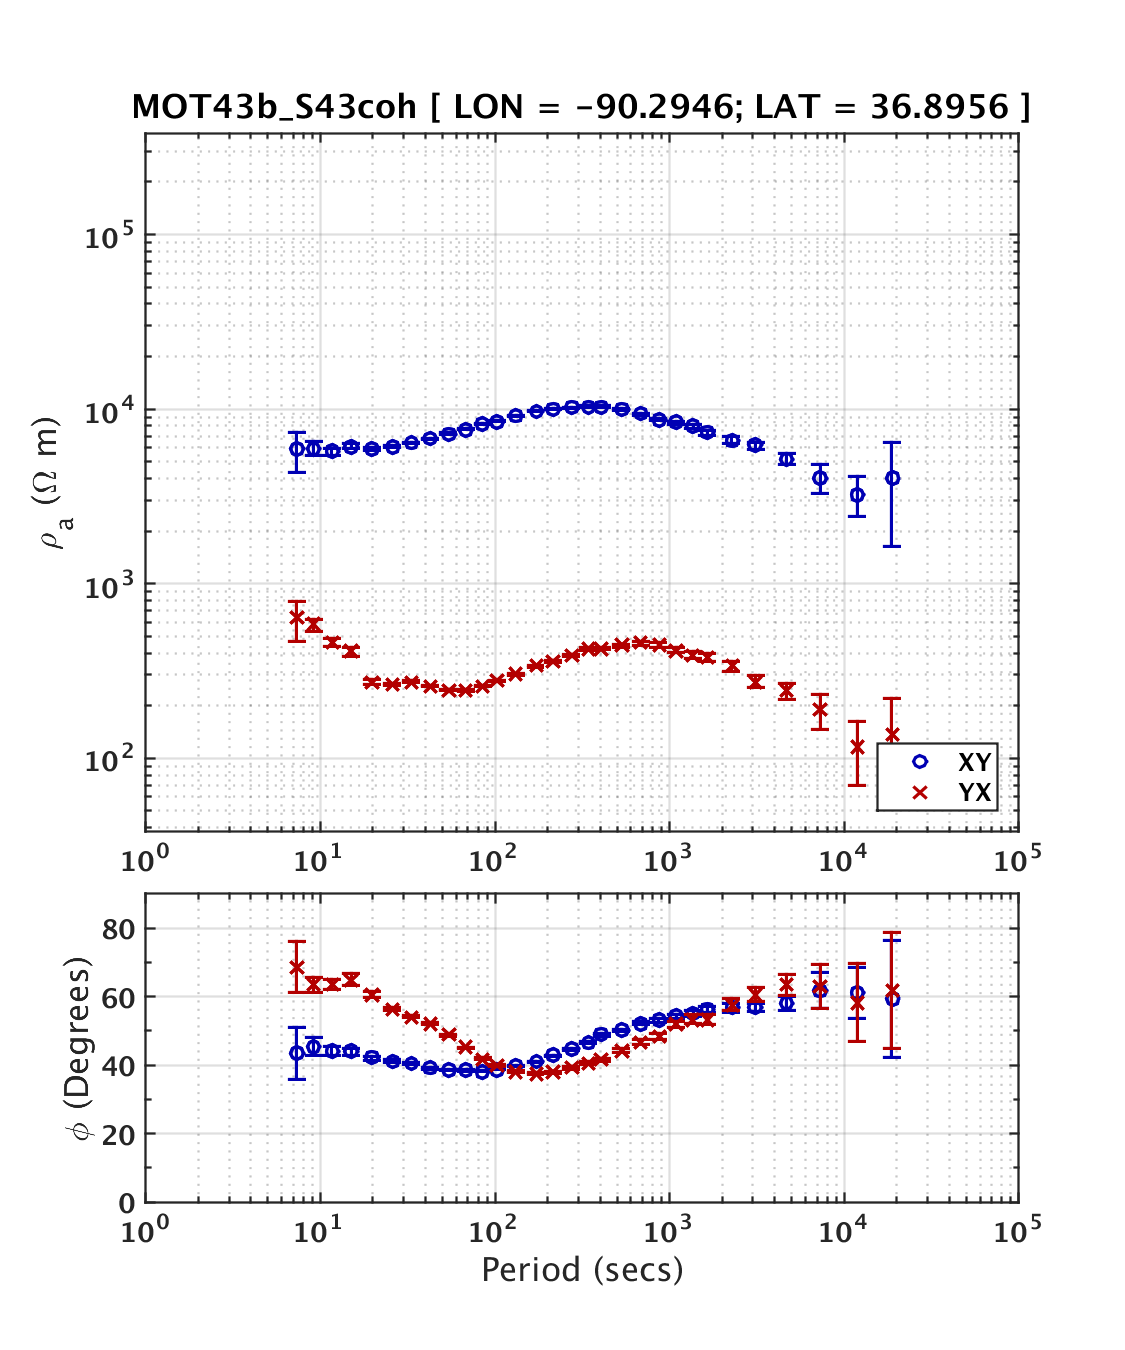 MOT43b_S43coh [ LON = -90.2946; LAT = 36.8956 ]
10^5
10^4
10^3
10^2
ρ_a (Ω m)
XY
YX
10^0 10^1 10^2 10^3 10^4 10^5
80
60
40
20
0
ϕ (Degrees)
10^0 10^1 10^2 10^3 10^4 10^5
Period (secs)